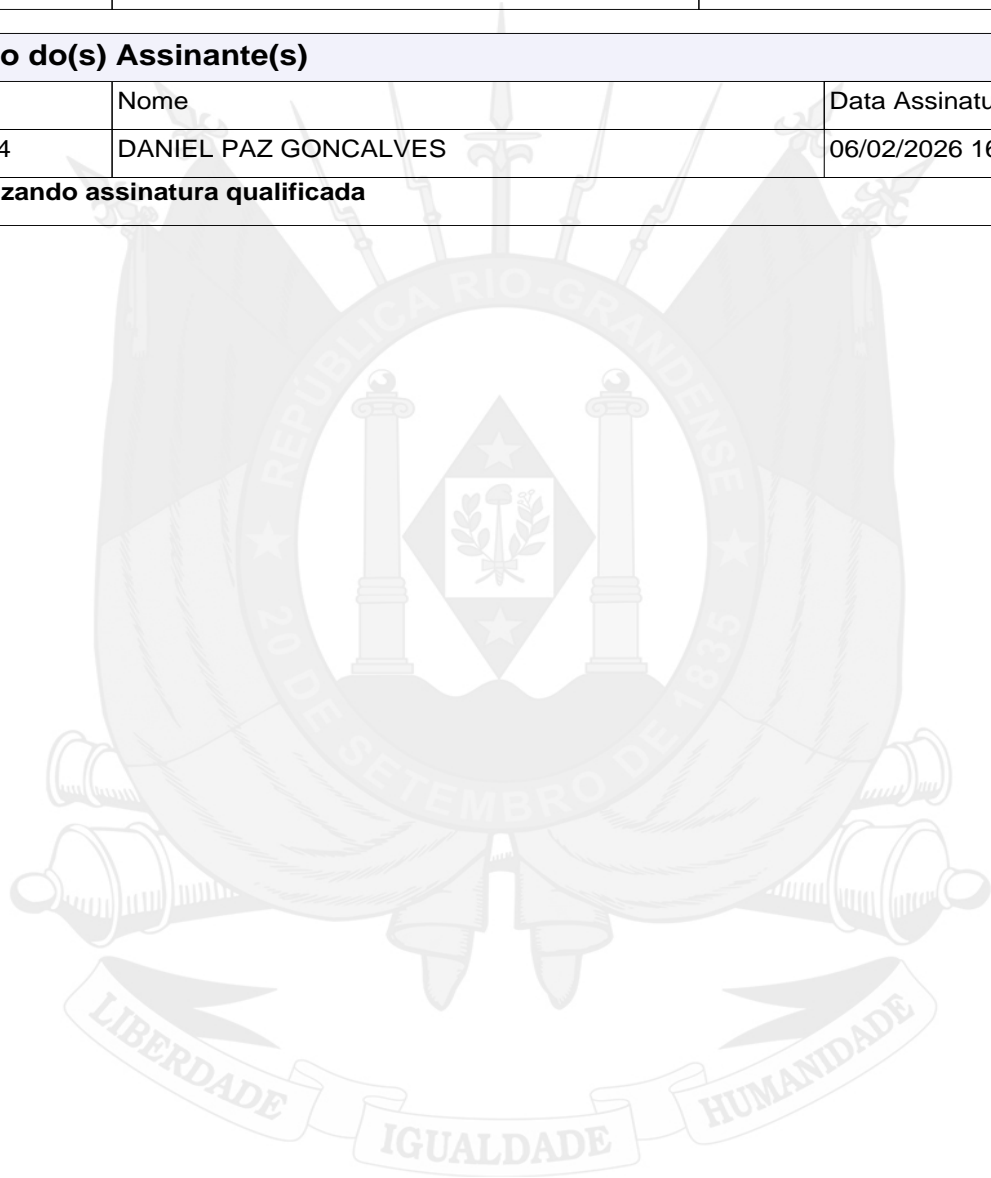 o do(s) Assinante(s)
Nome Data Assinatu
4 DANIEL PAZ GONCALVES 06/02/2026 16
zando assinatura qualificada
REPÚBLICA RIO-GRANDENSE
20 DE SETEMBRO DE 1835
LIBERDADE IGUALDADE HUMANIDADE